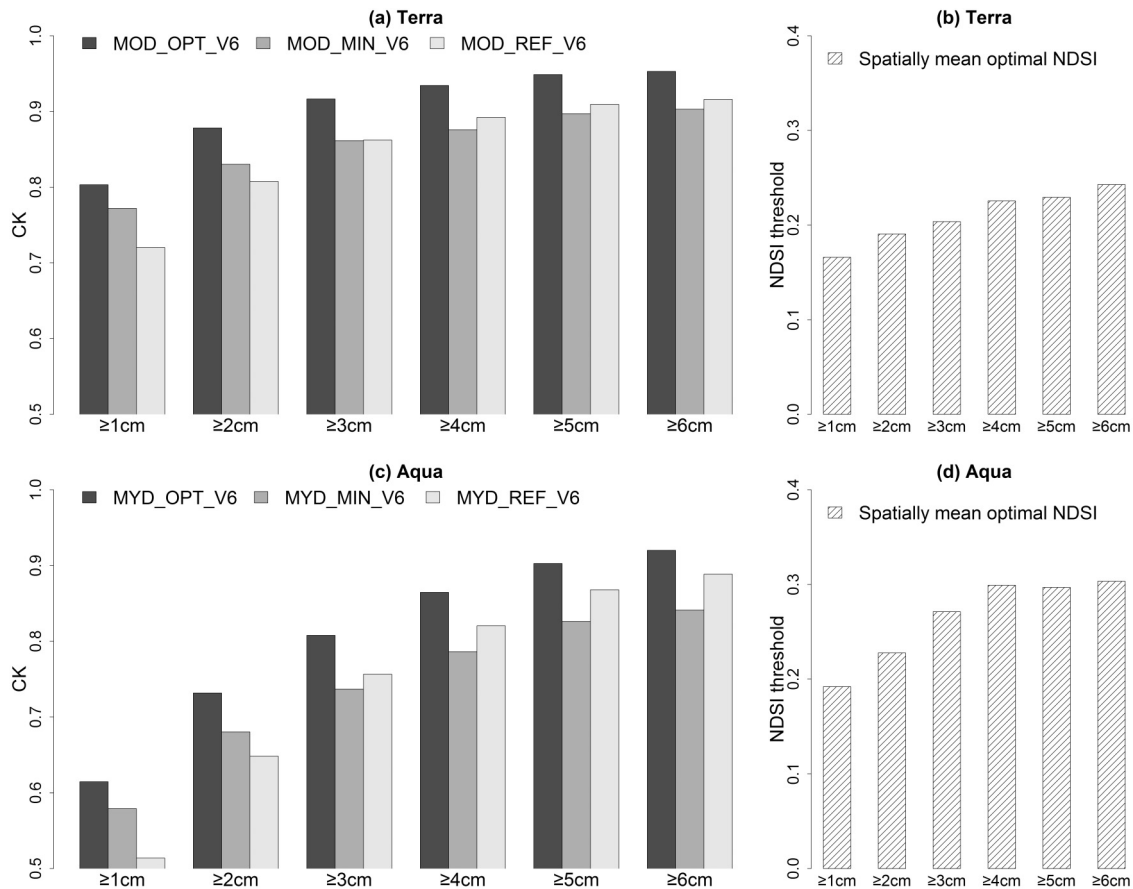 (a) Terra
MOD_OPT_V6 MOD_MIN_V6 MOD_REF_V6
CK
1.0
0.9
0.8
0.7
0.6
0.5
≥1cm ≥2cm ≥3cm ≥4cm ≥5cm ≥6cm
(b) Terra
Spatially mean optimal NDSI
NDSI threshold
0.4
0.3
0.2
0.1
0.0
≥1cm ≥2cm ≥3cm ≥4cm ≥5cm ≥6cm
(c) Aqua
MYD_OPT_V6 MYD_MIN_V6 MYD_REF_V6
CK
1.0
0.9
0.8
0.7
0.6
0.5
≥1cm ≥2cm ≥3cm ≥4cm ≥5cm ≥6cm
(d) Aqua
Spatially mean optimal NDSI
NDSI threshold
0.4
0.3
0.2
0.1
0.0
≥1cm ≥2cm ≥3cm ≥4cm ≥5cm ≥6cm